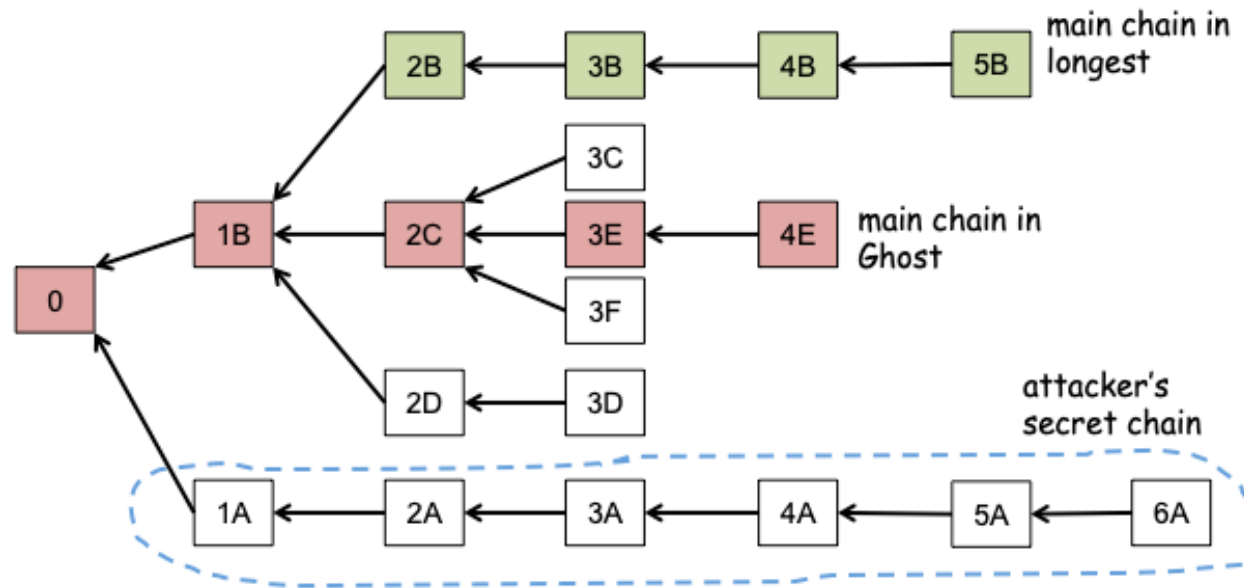 main chain in
longest
2B
3B
4B
5B
3C
1B
2C
3E
4E
main chain in
Ghost
0
3F
2D
3D
attacker's
secret chain
1A
2A
3A
4A
5A
6A